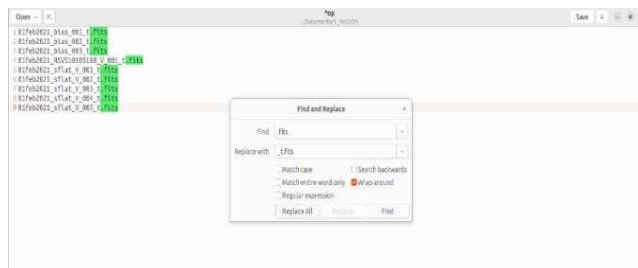 Open
*op
Save
1 01feb2021_bias_001_t.fits
2 01feb2021_bias_002_t.fits
3 01feb2021_bias_003_t.fits
4 01feb2021_NSVS10105180_V_001_t.fits
5 01feb2021_sflat_V_001_t.fits
6 01feb2021_sflat_V_002_t.fits
7 01feb2021_sflat_V_003_t.fits
8 01feb2021_sflat_V_004_t.fits
9 01feb2021_sflat_V_005_t.fits
Find and Replace
Find .fits
Replace with _t.fits
Match case Search backwards
Match entire word only Wrap around
Regular expression
Replace All Replace Find